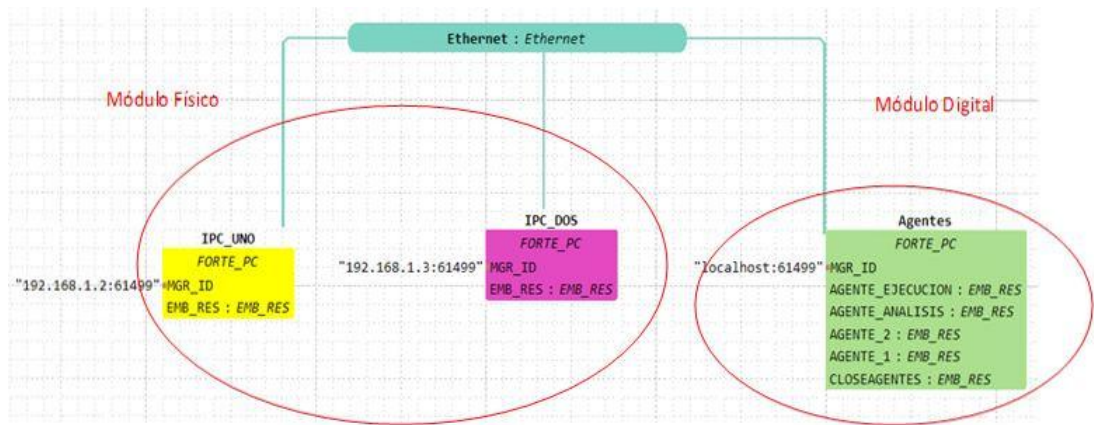 Ethernet : Ethernet
Módulo Físico
Módulo Digital
IPC_UNO
FORTE_PC
"192.168.1.2:61499" MGR_ID
EMB_RES : EMB_RES
IPC_DOS
FORTE_PC
"192.168.1.3:61499" MGR_ID
EMB_RES : EMB_RES
Agentes
FORTE_PC
"localhost:61499" MGR_ID
AGENTE_EJECUCION : EMB_RES
AGENTE_ANALISIS : EMB_RES
AGENTE_2 : EMB_RES
AGENTE_1 : EMB_RES
CLOSEAGENTES : EMB_RES